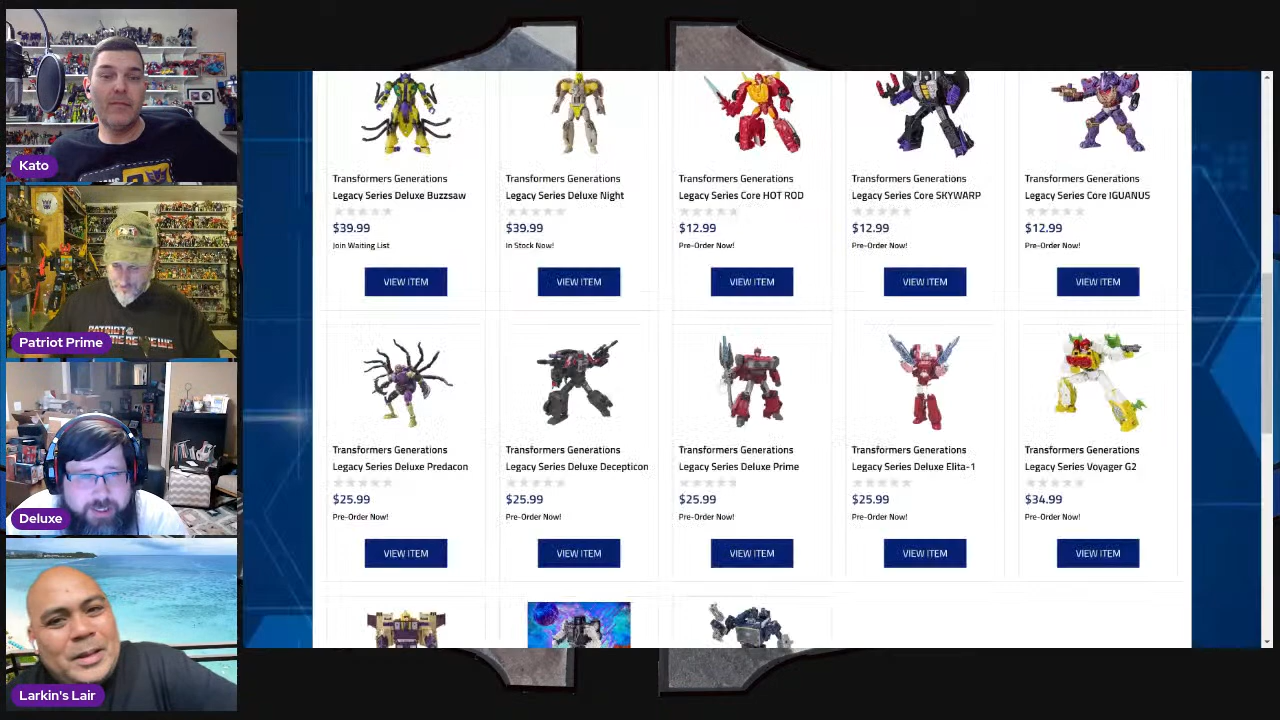 Kato
Patriot Prime
Deluxe
Larkin's Lair
Transformers Generations
Legacy Series Deluxe Buzzsaw
$39.99
Join Waiting List
VIEW ITEM
Transformers Generations
Legacy Series Deluxe Night
$39.99
In Stock Now!
VIEW ITEM
Transformers Generations
Legacy Series Core HOT ROD
$12.99
Pre-Order Now!
VIEW ITEM
Transformers Generations
Legacy Series Core SKYWARP
$12.99
Pre-Order Now!
VIEW ITEM
Transformers Generations
Legacy Series Core IGUANUS
$12.99
Pre-Order Now!
VIEW ITEM
Transformers Generations
Legacy Series Deluxe Predacon
$25.99
Pre-Order Now!
VIEW ITEM
Transformers Generations
Legacy Series Deluxe Decepticon
$25.99
Pre-Order Now!
VIEW ITEM
Transformers Generations
Legacy Series Deluxe Prime
$25.99
Pre-Order Now!
VIEW ITEM
Transformers Generations
Legacy Series Deluxe Elita-1
$25.99
Pre-Order Now!
VIEW ITEM
Transformers Generations
Legacy Series Voyager G2
$34.99
Pre-Order Now!
VIEW ITEM
PATRIOT